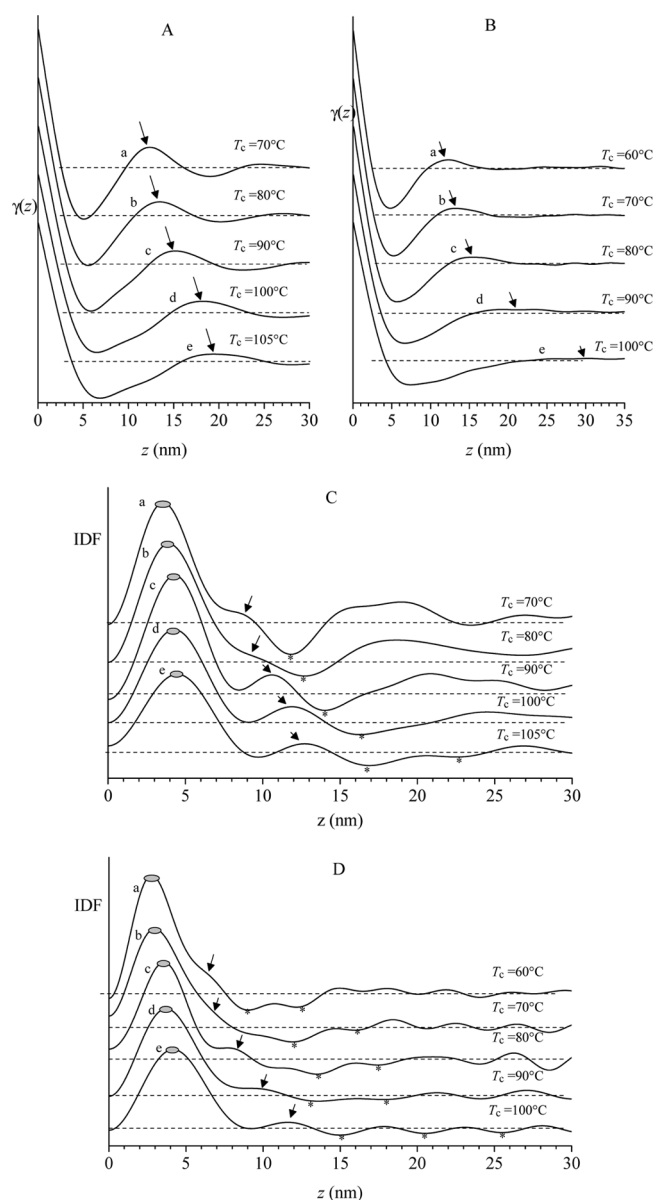 A
γ(z)
a
Tc =70°C
b
Tc =80°C
c
Tc =90°C
d
Tc =100°C
e
Tc =105°C
0 5 10 15 20 25 30
z (nm)
B
γ(z)
a
Tc =60°C
b
Tc =70°C
c
Tc =80°C
d
Tc =90°C
e
Tc =100°C
0 5 10 15 20 25 30 35
z (nm)
C
IDF
a
b
c
d
e
Tc =70°C
Tc =80°C
*
*
Tc =90°C
*
Tc =100°C
*
Tc =105°C
* *
0 5 10 15 20 25 30
z (nm)
D
IDF
a
b
c
d
e
Tc =60°C
* *
Tc =70°C
* *
Tc =80°C
* *
Tc =90°C
* *
Tc =100°C
* * *
0 5 10 15 20 25 30
z (nm)